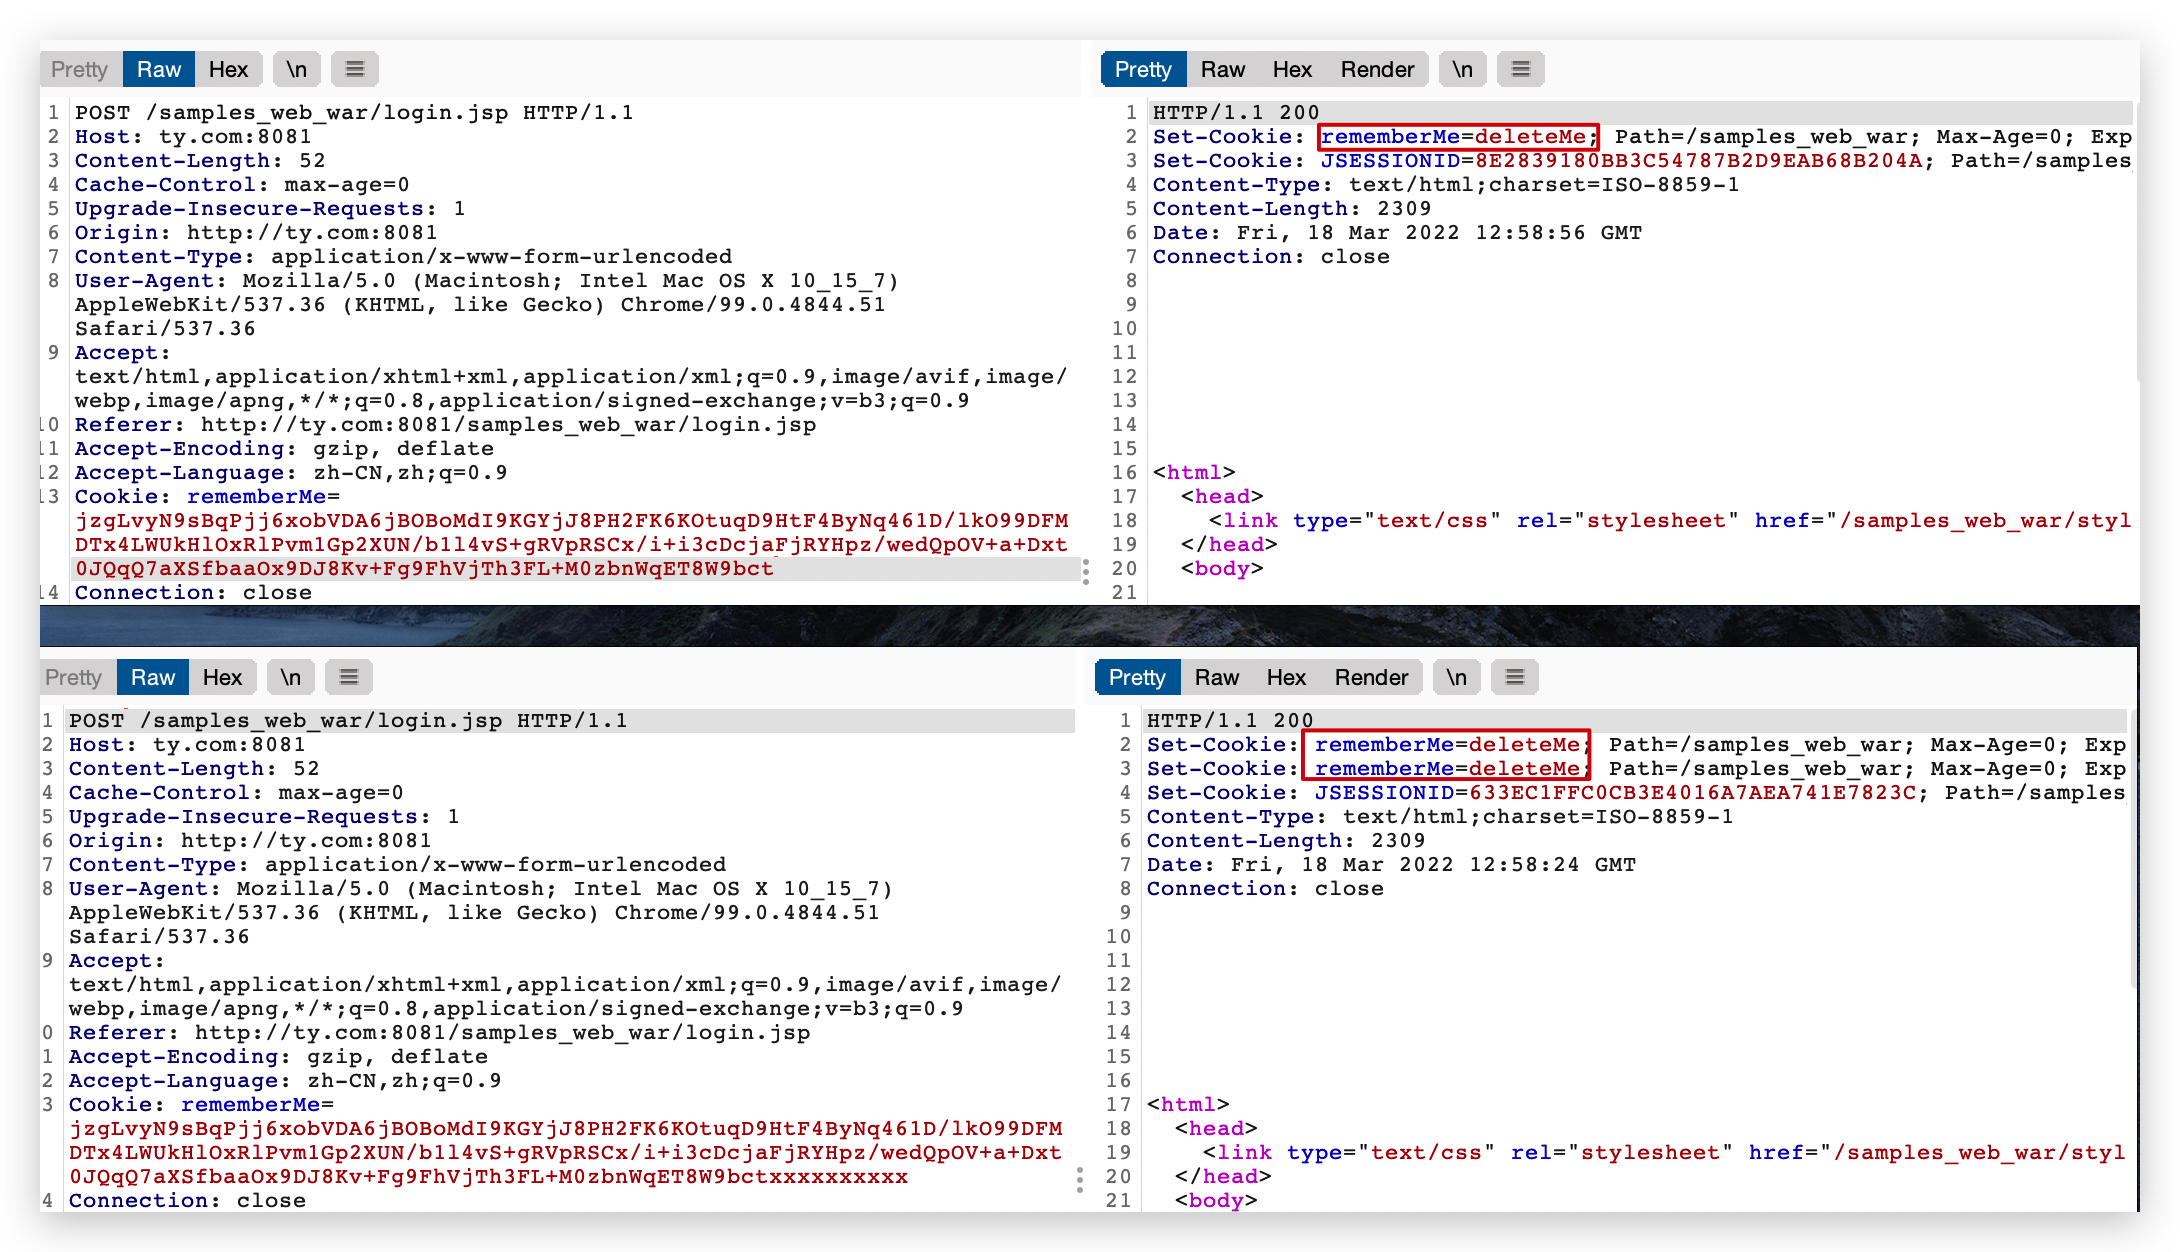 Pretty Raw Hex \n
1 POST /samples_web_war/login.jsp HTTP/1.1
2 Host: ty.com:8081
3 Content-Length: 52
4 Cache-Control: max-age=0
5 Upgrade-Insecure-Requests: 1
6 Origin: http://ty.com:8081
7 Content-Type: application/x-www-form-urlencoded
8 User-Agent: Mozilla/5.0 (Macintosh; Intel Mac OS X 10_15_7)
AppleWebKit/537.36 (KHTML, like Gecko) Chrome/99.0.4844.51
Safari/537.36
9 Accept:
text/html,application/xhtml+xml,application/xml;q=0.9,image/avif,image/
webp,image/apng,*/*;q=0.8,application/signed-exchange;v=b3;q=0.9
10 Referer: http://ty.com:8081/samples_web_war/login.jsp
11 Accept-Encoding: gzip, deflate
12 Accept-Language: zh-CN,zh;q=0.9
13 Cookie: rememberMe=
jzgLvyN9sBqPjj6xobVDA6jBOBoMdI9KGYjJ8PH2FK6KOtuqD9HtF4ByNq461D/lkO99DFM
DTx4LWUkHlOxRlPvm1Gp2XUN/b1l4vS+gRVpRSCx/i+i3cDcjaFjRYHpz/wedQpOV+a+Dxt
0JQqQ7aXSfbaaOx9DJ8Kv+Fg9FhVjTh3FL+M0zbnWqET8W9bct
14 Connection: close
Pretty Raw Hex Render \n
1 HTTP/1.1 200
2 Set-Cookie: rememberMe=deleteMe; Path=/samples_web_war; Max-Age=0; Exp
3 Set-Cookie: JSESSIONID=8E2839180BB3C54787B2D9EAB68B204A; Path=/samples
4 Content-Type: text/html;charset=ISO-8859-1
5 Content-Length: 2309
6 Date: Fri, 18 Mar 2022 12:58:56 GMT
7 Connection: close
8
9
10
11
12
13
14
15
16 <html>
17 <head>
18 <link type="text/css" rel="stylesheet" href="/samples_web_war/styl
19 </head>
20 <body>
21
Pretty Raw Hex \n
1 POST /samples_web_war/login.jsp HTTP/1.1
2 Host: ty.com:8081
3 Content-Length: 52
4 Cache-Control: max-age=0
5 Upgrade-Insecure-Requests: 1
6 Origin: http://ty.com:8081
7 Content-Type: application/x-www-form-urlencoded
8 User-Agent: Mozilla/5.0 (Macintosh; Intel Mac OS X 10_15_7)
AppleWebKit/537.36 (KHTML, like Gecko) Chrome/99.0.4844.51
Safari/537.36
9 Accept:
text/html,application/xhtml+xml,application/xml;q=0.9,image/avif,image/
webp,image/apng,*/*;q=0.8,application/signed-exchange;v=b3;q=0.9
0 Referer: http://ty.com:8081/samples_web_war/login.jsp
1 Accept-Encoding: gzip, deflate
2 Accept-Language: zh-CN,zh;q=0.9
3 Cookie: rememberMe=
jzgLvyN9sBqPjj6xobVDA6jBOBoMdI9KGYjJ8PH2FK6KOtuqD9HtF4ByNq461D/lkO99DFM
DTx4LWUkHlOxRlPvm1Gp2XUN/b1l4vS+gRVpRSCx/i+i3cDcjaFjRYHpz/wedQpOV+a+Dxt
0JQqQ7aXSfbaaOx9DJ8Kv+Fg9FhVjTh3FL+M0zbnWqET8W9bctxxxxxxxxxx
4 Connection: close
Pretty Raw Hex Render \n
1 HTTP/1.1 200
2 Set-Cookie: rememberMe=deleteMe; Path=/samples_web_war; Max-Age=0; Exp
3 Set-Cookie: rememberMe=deleteMe; Path=/samples_web_war; Max-Age=0; Exp
4 Set-Cookie: JSESSIONID=633EC1FFC0CB3E4016A7AEA741E7823C; Path=/samples
5 Content-Type: text/html;charset=ISO-8859-1
6 Content-Length: 2309
7 Date: Fri, 18 Mar 2022 12:58:24 GMT
8 Connection: close
9
10
11
12
13
14
15
16
17 <html>
18 <head>
19 <link type="text/css" rel="stylesheet" href="/samples_web_war/styl
20 </head>
21 <body>